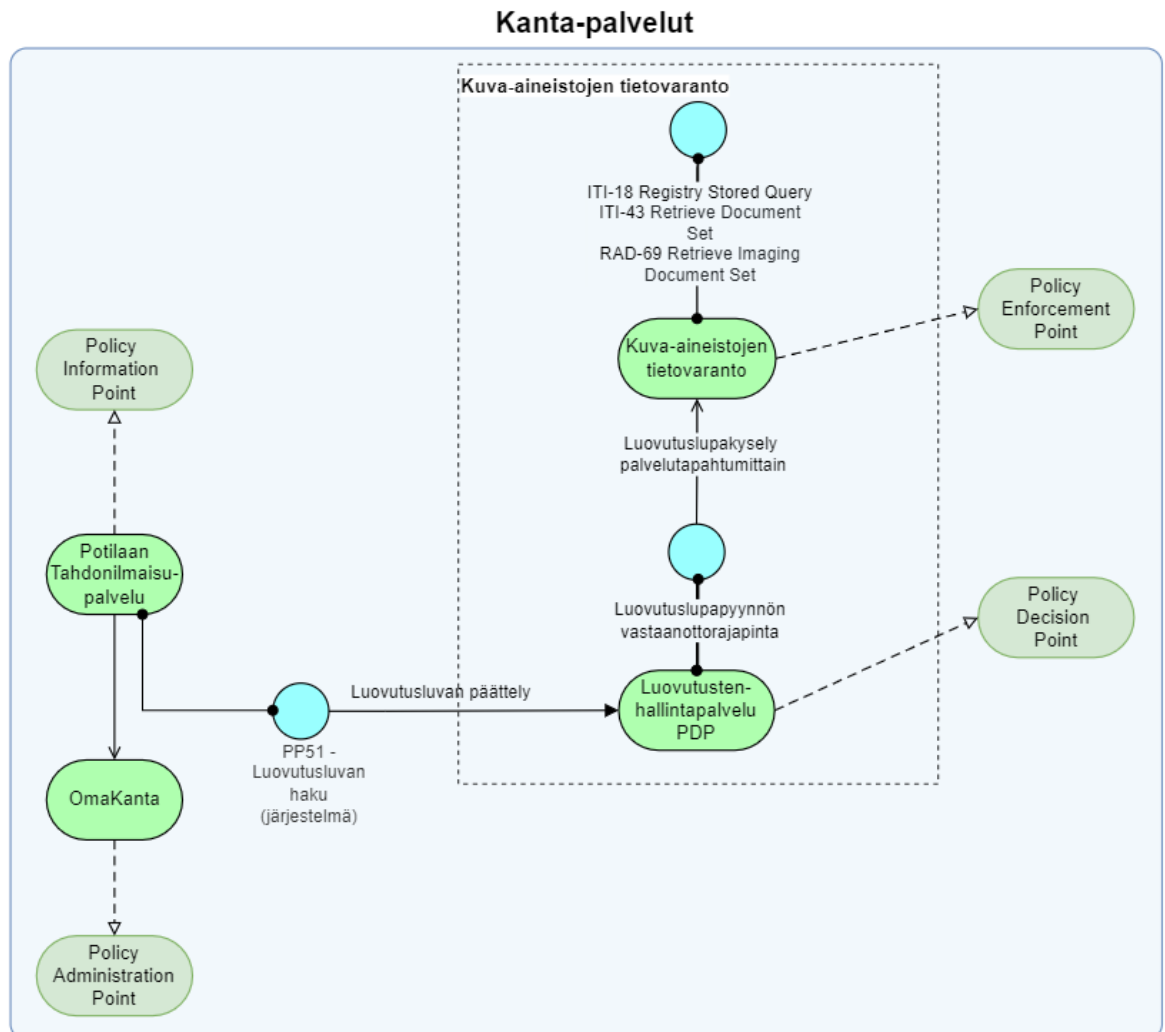 Kanta-palvelut
Kuva-aineistojen tietovaranto
ITI-18 Registry Stored Query
ITI-43 Retrieve Document
Set
RAD-69 Retrieve Imaging
Document Set
Policy
Enforcement
Point
Kuva-aineistojen
tietovaranto
Policy
Information
Point
Luovutuslupakysely
palvelutapahtumittain
Potilaan
Tahdonilmaisu-
palvelu
Luovutuslupapyynnön
vastaanottorajapinta
Policy
Decision
Point
Luovutusluvan päättely
Luovutusten-
hallintapalvelu
PDP
PP51 -
Luovutusluvan
haku
(järjestelmä)
OmaKanta
Policy
Administration
Point